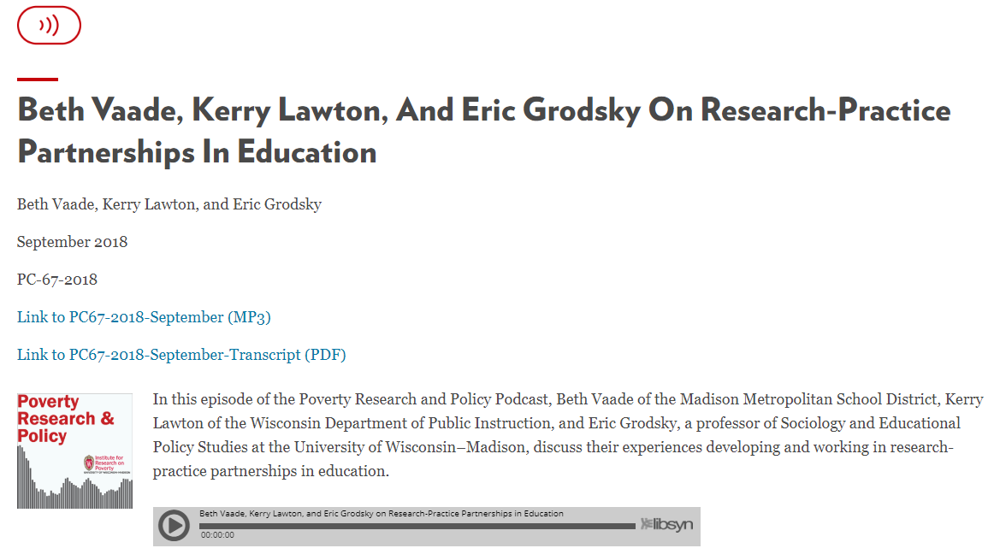 Beth Vaade, Kerry Lawton, And Eric Grodsky On Research-Practice
Partnerships In Education
Beth Vaade, Kerry Lawton, and Eric Grodsky
September 2018
PC-67-2018
Link to PC67-2018-September (MP3)
Link to PC67-2018-September-Transcript (PDF)
Poverty
Research &
Policy
Institute for
Research on
Poverty
UNIVERSITY OF WISCONSIN–MADISON
In this episode of the Poverty Research and Policy Podcast, Beth Vaade of the Madison Metropolitan School District, Kerry
Lawton of the Wisconsin Department of Public Instruction, and Eric Grodsky, a professor of Sociology and Educational
Policy Studies at the University of Wisconsin–Madison, discuss their experiences developing and working in research-
practice partnerships in education.
Beth Vaade, Kerry Lawton, and Eric Grodsky on Research-Practice Partnerships in Education
libsyn
00:00:00